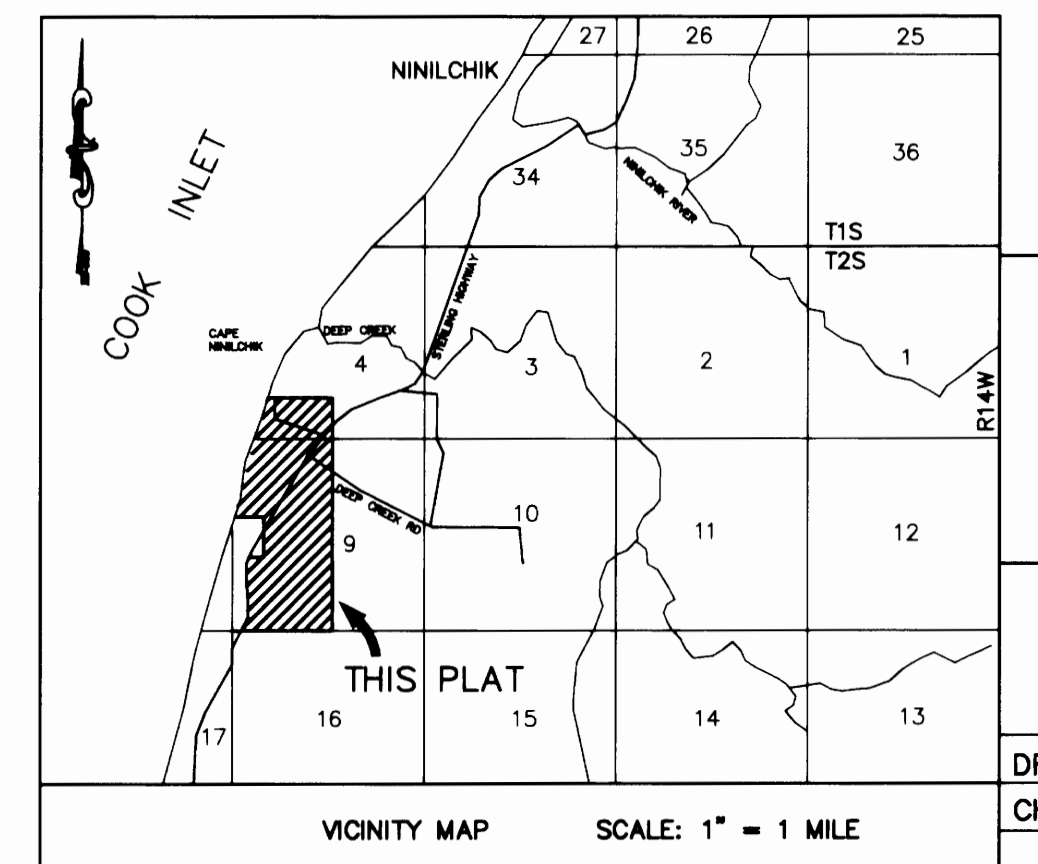 27 26 25
NINILCHIK
COOK INLET
34 35 36
NINILCHIK RIVER
T1S
T2S
STERLING HIGHWAY
CAPE
NINILCHIK
DEEP CREEK
4 3 2 1
R14W
DEEP CREEK RD
9 10 11 12
THIS PLAT
17 16 15 14 13
VICINITY MAP SCALE: 1" = 1 MILE